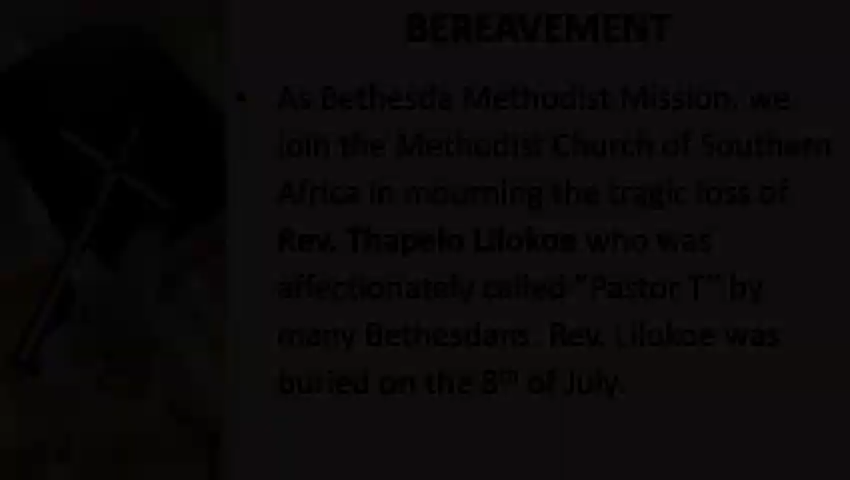 BEREAVEMENT
• As Bethesda Methodist Mission, we
join the Methodist Church of Southern
Africa in mourning the tragic loss of
Rev. Thapelo Lilokoe who was
affectionately called "Pastor T" by
many Bethesdans. Rev. Lilokoe was
buried on the 8th of July.